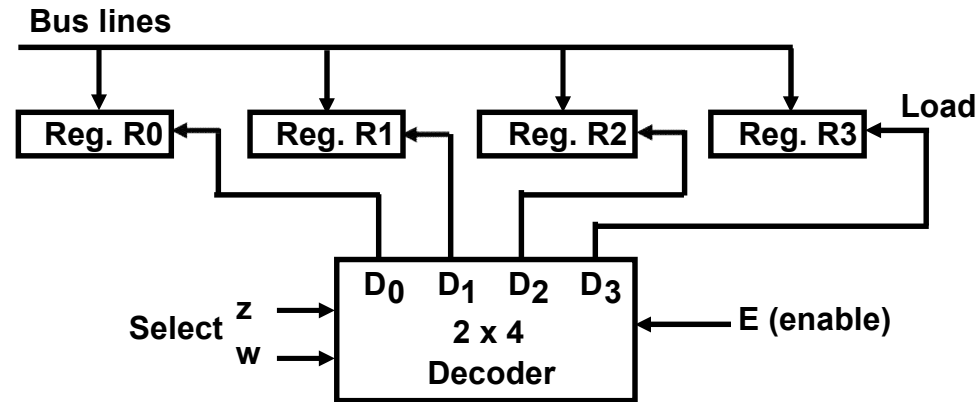 Bus lines
Load
Reg. R0 Reg. R1 Reg. R2 Reg. R3
D0 D1 D2 D3
z
Select
w
2 x 4
Decoder
E (enable)